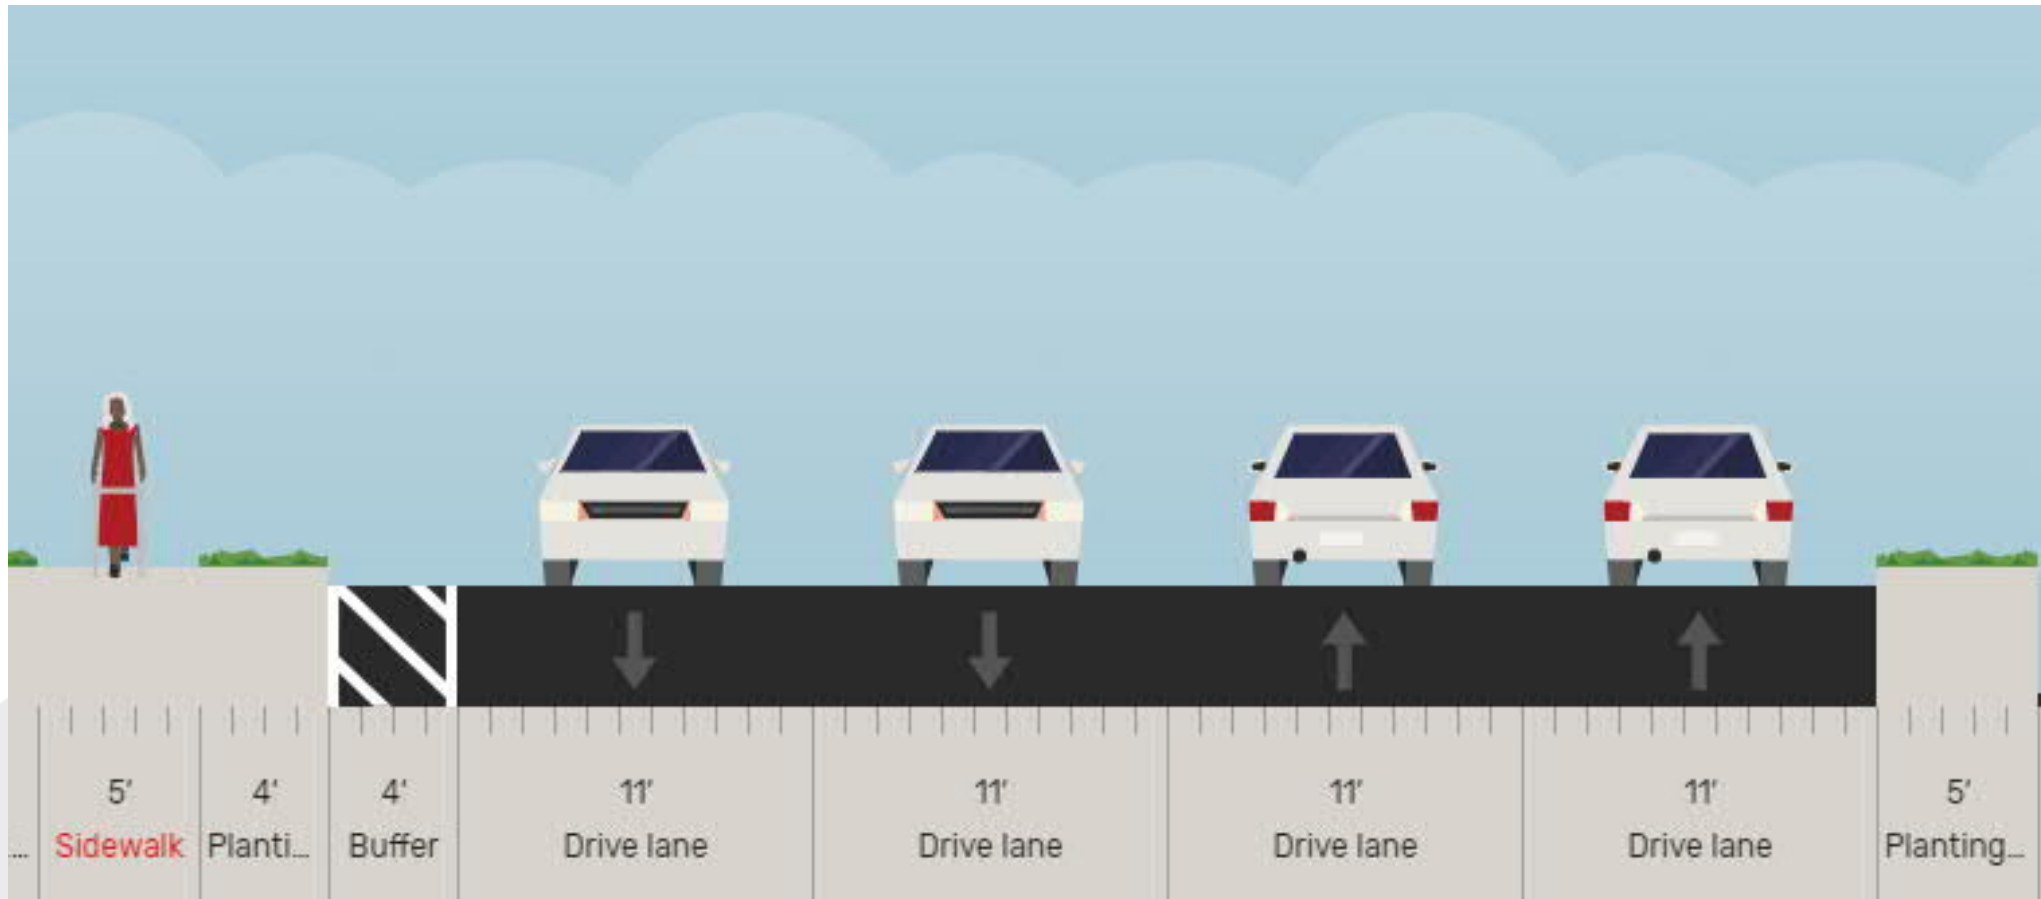 5' 4' 4' 11' 11' 11' 11' 5'
... Sidewalk Planti... Buffer Drive lane Drive lane Drive lane Drive lane Planting...